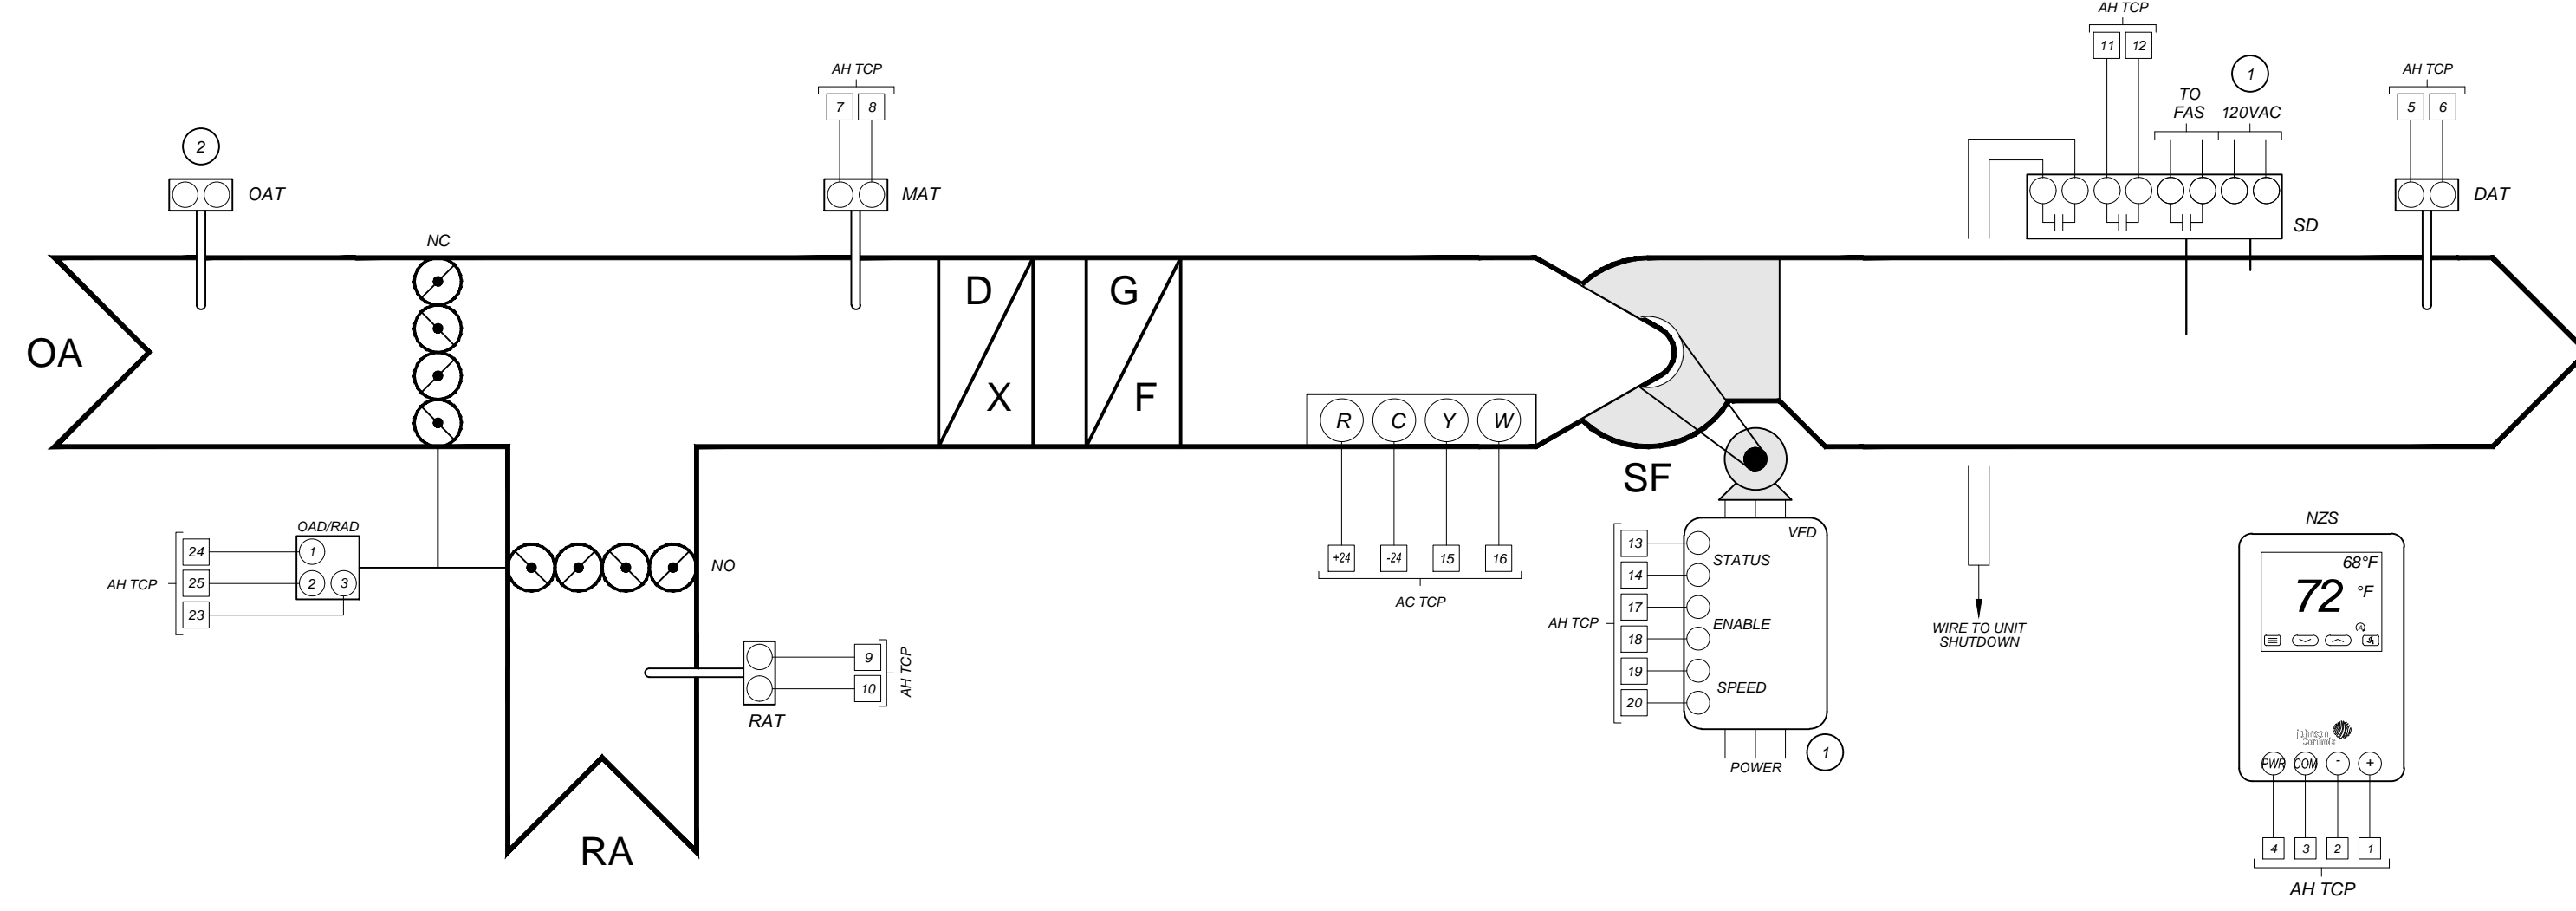 AH TCP
11 12
1
TO
FAS
120VAC
SD
AH TCP
5 6
DAT
AH TCP
7 8
MAT
2
OAT
NC
OA
D
X
G
F
R C Y W
+24 -24 15 16
AC TCP
SF
VFD
STATUS
ENABLE
SPEED
13
14
17
18
19
20
AH TCP
POWER
1
WIRE TO UNIT
SHUTDOWN
OAD/RAD
1
2 3
24
25
23
AH TCP
NO
9
10
AH TCP
RAT
RA
NZS
68°F
72 °F
Johnson
Controls
PWR COM - +
4 3 2 1
AH TCP